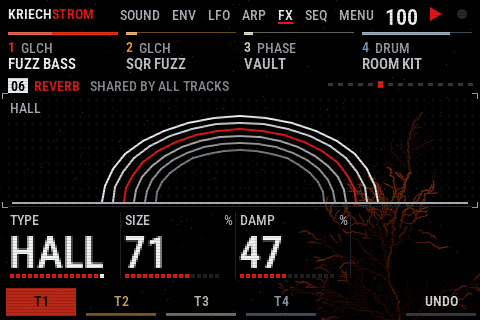 KRIECHSTROM SOUND ENV LFO ARP FX SEQ MENU 100
1 GLCH 2 GLCH 3 PHASE 4 DRUM
FUZZ BASS SQR FUZZ VAULT ROOM KIT
06 REVERB SHARED BY ALL TRACKS
HALL
TYPE SIZE % DAMP %
HALL 71 47
T1 T2 T3 T4 UNDO